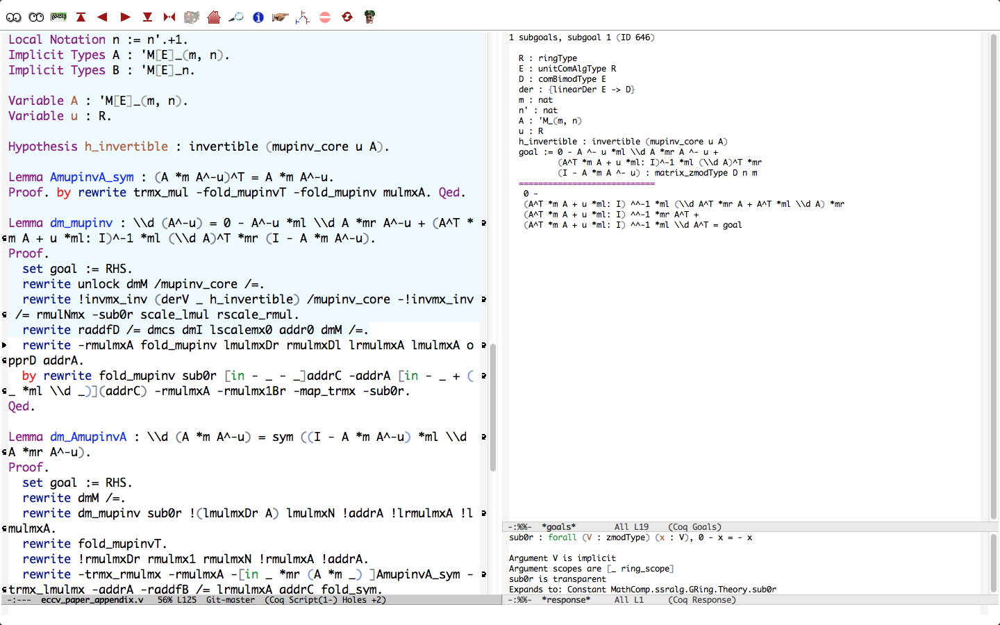 Local Notation n := n'.+1.
Implicit Types A : 'M[E]_(m, n).
Implicit Types B : 'M[E]_n.
Variable A : 'M[E]_(m, n).
Variable u : R.
Hypothesis h_invertible : invertible (mupinv_core u A).
Lemma AmupinvA_sym : (A *m A^-u)^T = A *m A^-u.
Proof. by rewrite trmx_mul -fold_mupinvT -fold_mupinv mulmxA. Qed.
Lemma dm_mupinv : \\d (A^-u) = 0 - A^-u *ml \\d A *mr A^-u + (A^T *
m A + u *ml: I)^-1 *ml (\\d A)^T *mr (I - A *m A^-u).
Proof.
set goal := RHS.
rewrite unlock dmM /mupinv_core /=.
rewrite !invmx_inv (derV _ h_invertible) /mupinv_core -!invmx_inv
/= rmulNmx -sub0r scale_lmul rscale_rmul.
rewrite raddfD /= dmcs dmI lscalemx0 addr0 dmM /=.
rewrite -rmulmxA fold_mupinv lmulmxDr rmulmxDl lrmulmxA lmulmxA o
pprD addrA.
by rewrite fold_mupinv sub0r [in - _ - _]addrC -addrA [in - _ + (
_ *ml \\d _)](addrC) -rmulmxA -rmulmx1Br -map_trmx -sub0r.
Qed.
Lemma dm_AmupinvA : \\d (A *m A^-u) = sym ((I - A *m A^-u) *ml \\d
A *mr A^-u).
Proof.
set goal := RHS.
rewrite dmM /=.
rewrite dm_mupinv sub0r !(lmulmxDr A) lmulmxN !addrA !lrmulmxA !l
mulmxA.
rewrite fold_mupinvT.
rewrite !rmulmxDr rmulmx1 rmulmxN !rmulmxA !addrA.
rewrite -trmx_rmulmx -rmulmxA -[in _ *mr (A *m _) ]AmupinvA_sym -
trmx_lmulmx -addrA -raddfB /= lrmulmxA addrC fold_sym.
-:--- eccv_paper_appendix.v 56% L125 Git-master (Coq Script(1-) Holes +2)
1 subgoals, subgoal 1 (ID 646)
R : ringType
E : unitComAlgType R
D : comBimodType E
der : {linearDer E -> D}
m : nat
n' : nat
A : 'M_(m, n)
u : R
h_invertible : invertible (mupinv_core u A)
goal := 0 - A ^- u *ml \\d A *mr A ^- u +
(A^T *m A + u *ml: I)^-1 *ml (\\d A)^T *mr
(I - A *m A ^- u) : matrix_zmodType D n m
============================
0 -
(A^T *m A + u *ml: I) ^^-1 *ml (\\d A^T *mr A + A^T *ml \\d A) *mr
(A^T *m A + u *ml: I) ^^-1 *mr A^T +
(A^T *m A + u *ml: I) ^^-1 *ml \\d A^T = goal
-:%%- *goals* All L19 (Coq Goals)
sub0r : forall (V : zmodType) (x : V), 0 - x = - x
Argument V is implicit
Argument scopes are [_ ring_scope]
sub0r is transparent
Expands to: Constant MathComp.ssralg.GRing.Theory.sub0r
-:%%- *response* All L1 (Coq Response)